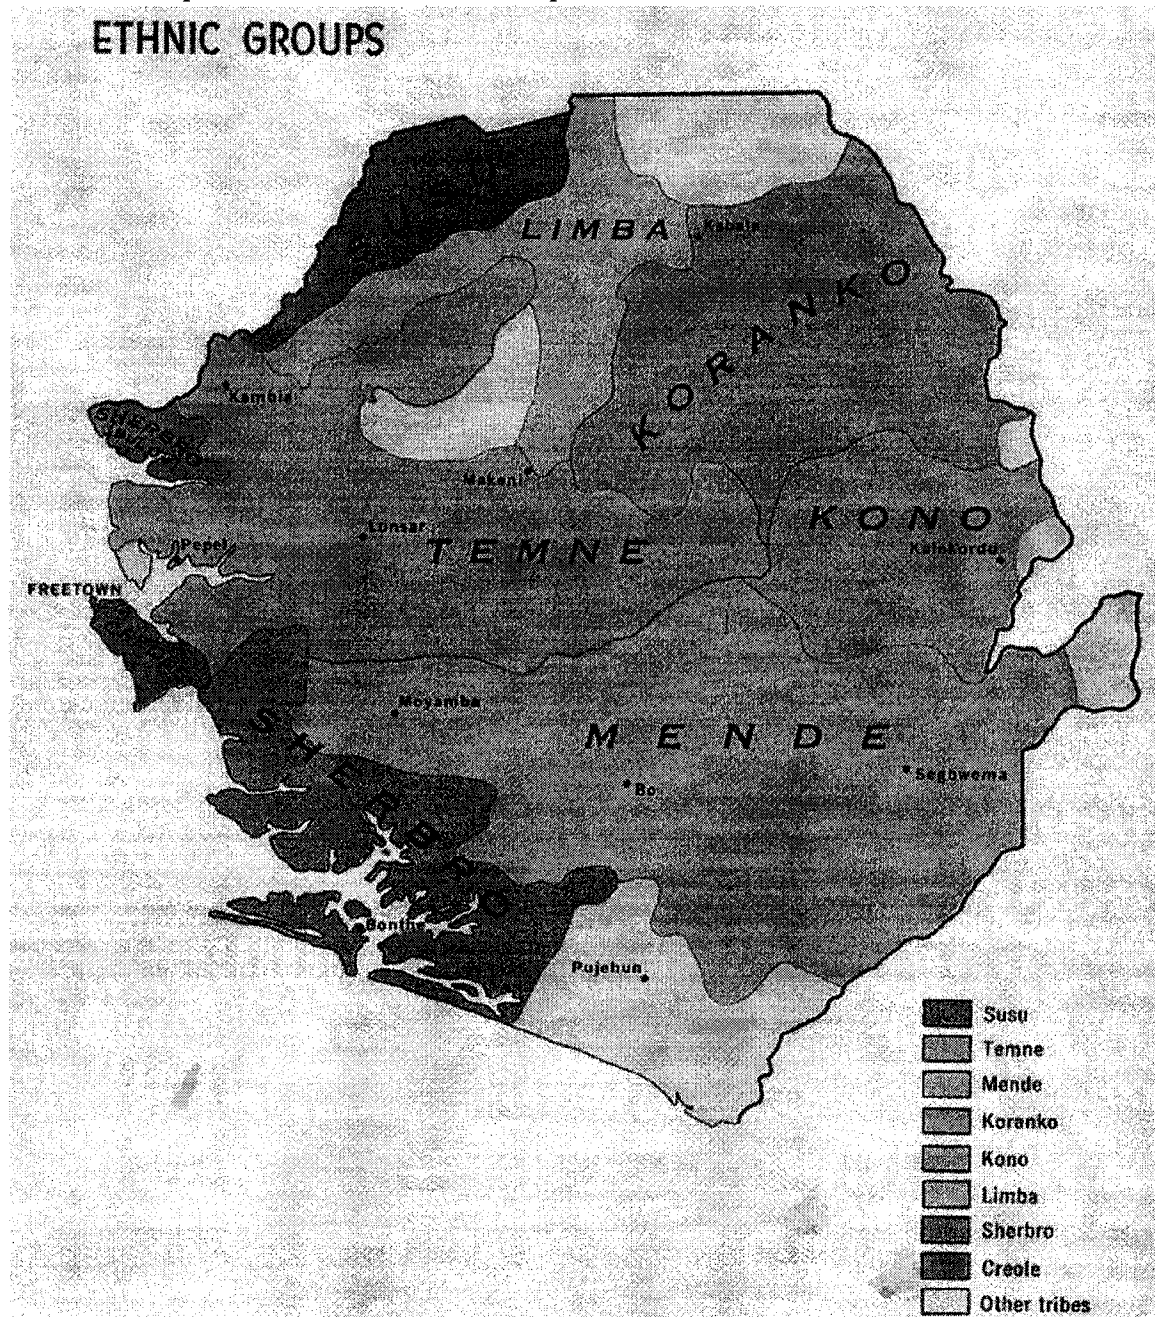 ETHNIC GROUPS
LIMBA
Kabala
KORANKO
Kambia
SHERBRO
Makeni
KONO
Lunsar
TEMNE
Pepel
FREETOWN
Moyamba
SHERBRO
MENDE
Segbwema
Bo
Bonthe
Pujehun
Susu
Temne
Mende
Koranko
Kono
Limba
Sherbro
Creole
Other tribes